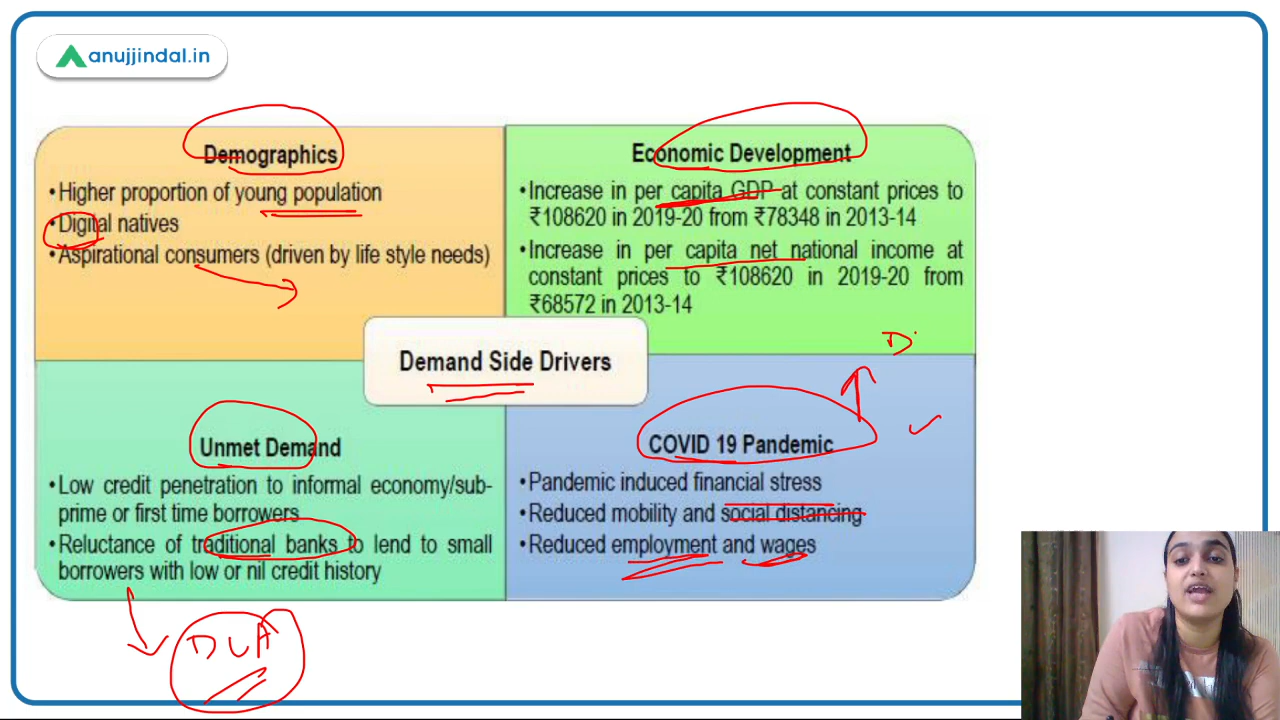 anujjindal.in
Demographics
•Higher proportion of young population
•Digital natives
•Aspirational consumers (driven by life style needs)
Economic Development
•Increase in per capita GDP at constant prices to
₹108620 in 2019-20 from ₹78348 in 2013-14
•Increase in per capita net national income at
constant prices to ₹108620 in 2019-20 from
₹68572 in 2013-14
Demand Side Drivers
Di
Unmet Demand
•Low credit penetration to informal economy/sub-
prime or first time borrowers
•Reluctance of traditional banks to lend to small
borrowers with low or nil credit history
DLA
COVID 19 Pandemic
•Pandemic induced financial stress
•Reduced mobility and social distancing
•Reduced employment and wages